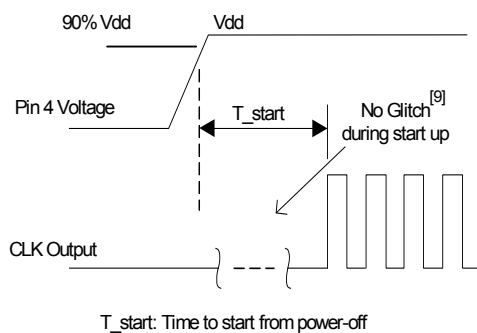 90% Vdd
Vdd
Pin 4 Voltage
T_start
No Glitch[9]
during start up
CLK Output
T_start: Time to start from power-off